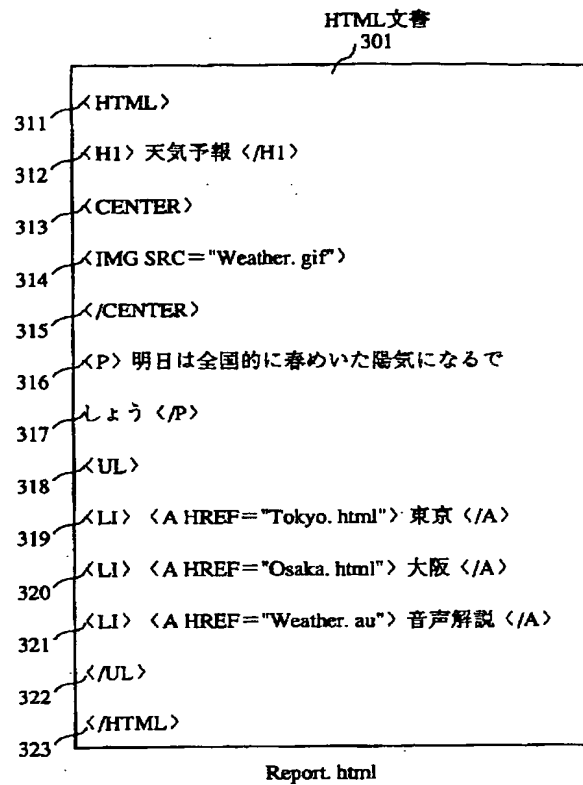 HTML文書
301
311 〈HTML〉
312 〈H1〉天気予報〈/H1〉
313 〈CENTER〉
314 〈IMG SRC="Weather. gif"〉
315 〈/CENTER〉
316 〈P〉明日は全国的に春めいた陽気になるで
317 しょう〈/P〉
318 〈UL〉
319 〈LI〉〈A HREF="Tokyo. html"〉東京〈/A〉
320 〈LI〉〈A HREF="Osaka. html"〉大阪〈/A〉
321 〈LI〉〈A HREF="Weather. au"〉音声解説〈/A〉
322 〈/UL〉
323 〈/HTML〉
Report. html